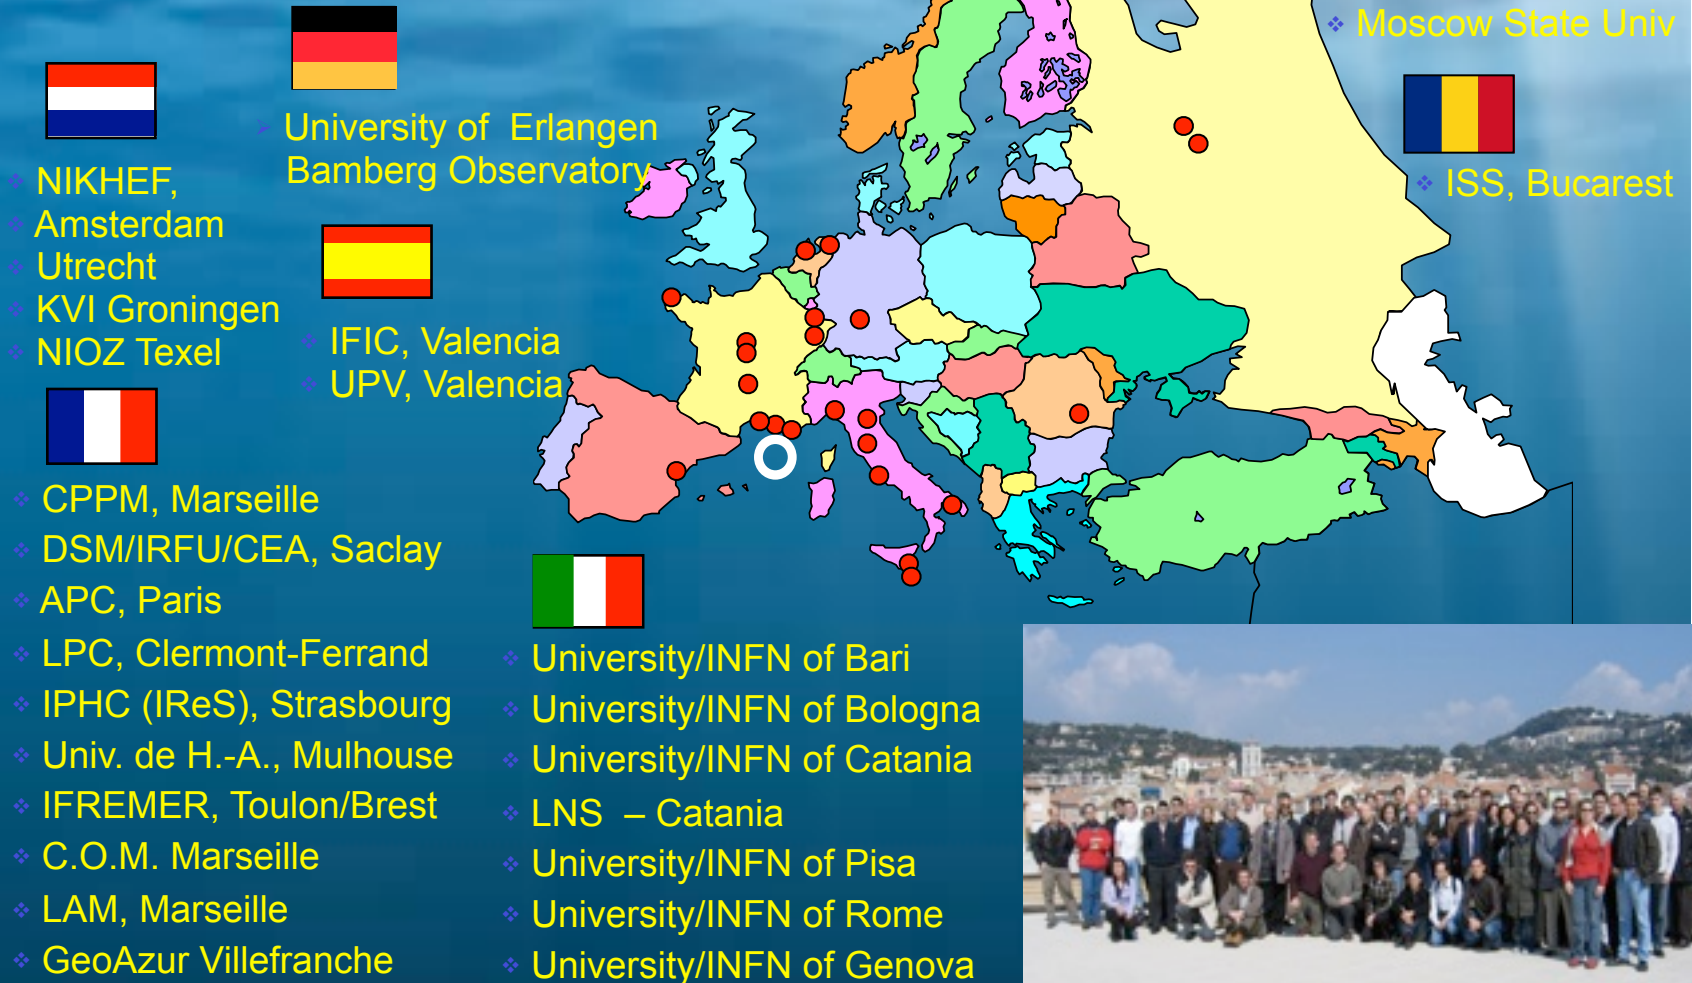 Moscow State Univ
University of Erlangen
Bamberg Observatory
NIKHEF,
Amsterdam
Utrecht
KVI Groningen
NIOZ Texel
ISS, Bucarest
IFIC, Valencia
UPV, Valencia
CPPM, Marseille
DSM/IRFU/CEA, Saclay
APC, Paris
LPC, Clermont-Ferrand
IPHC (IReS), Strasbourg
Univ. de H.-A., Mulhouse
IFREMER, Toulon/Brest
C.O.M. Marseille
LAM, Marseille
GeoAzur Villefranche
University/INFN of Bari
University/INFN of Bologna
University/INFN of Catania
LNS – Catania
University/INFN of Pisa
University/INFN of Rome
University/INFN of Genova